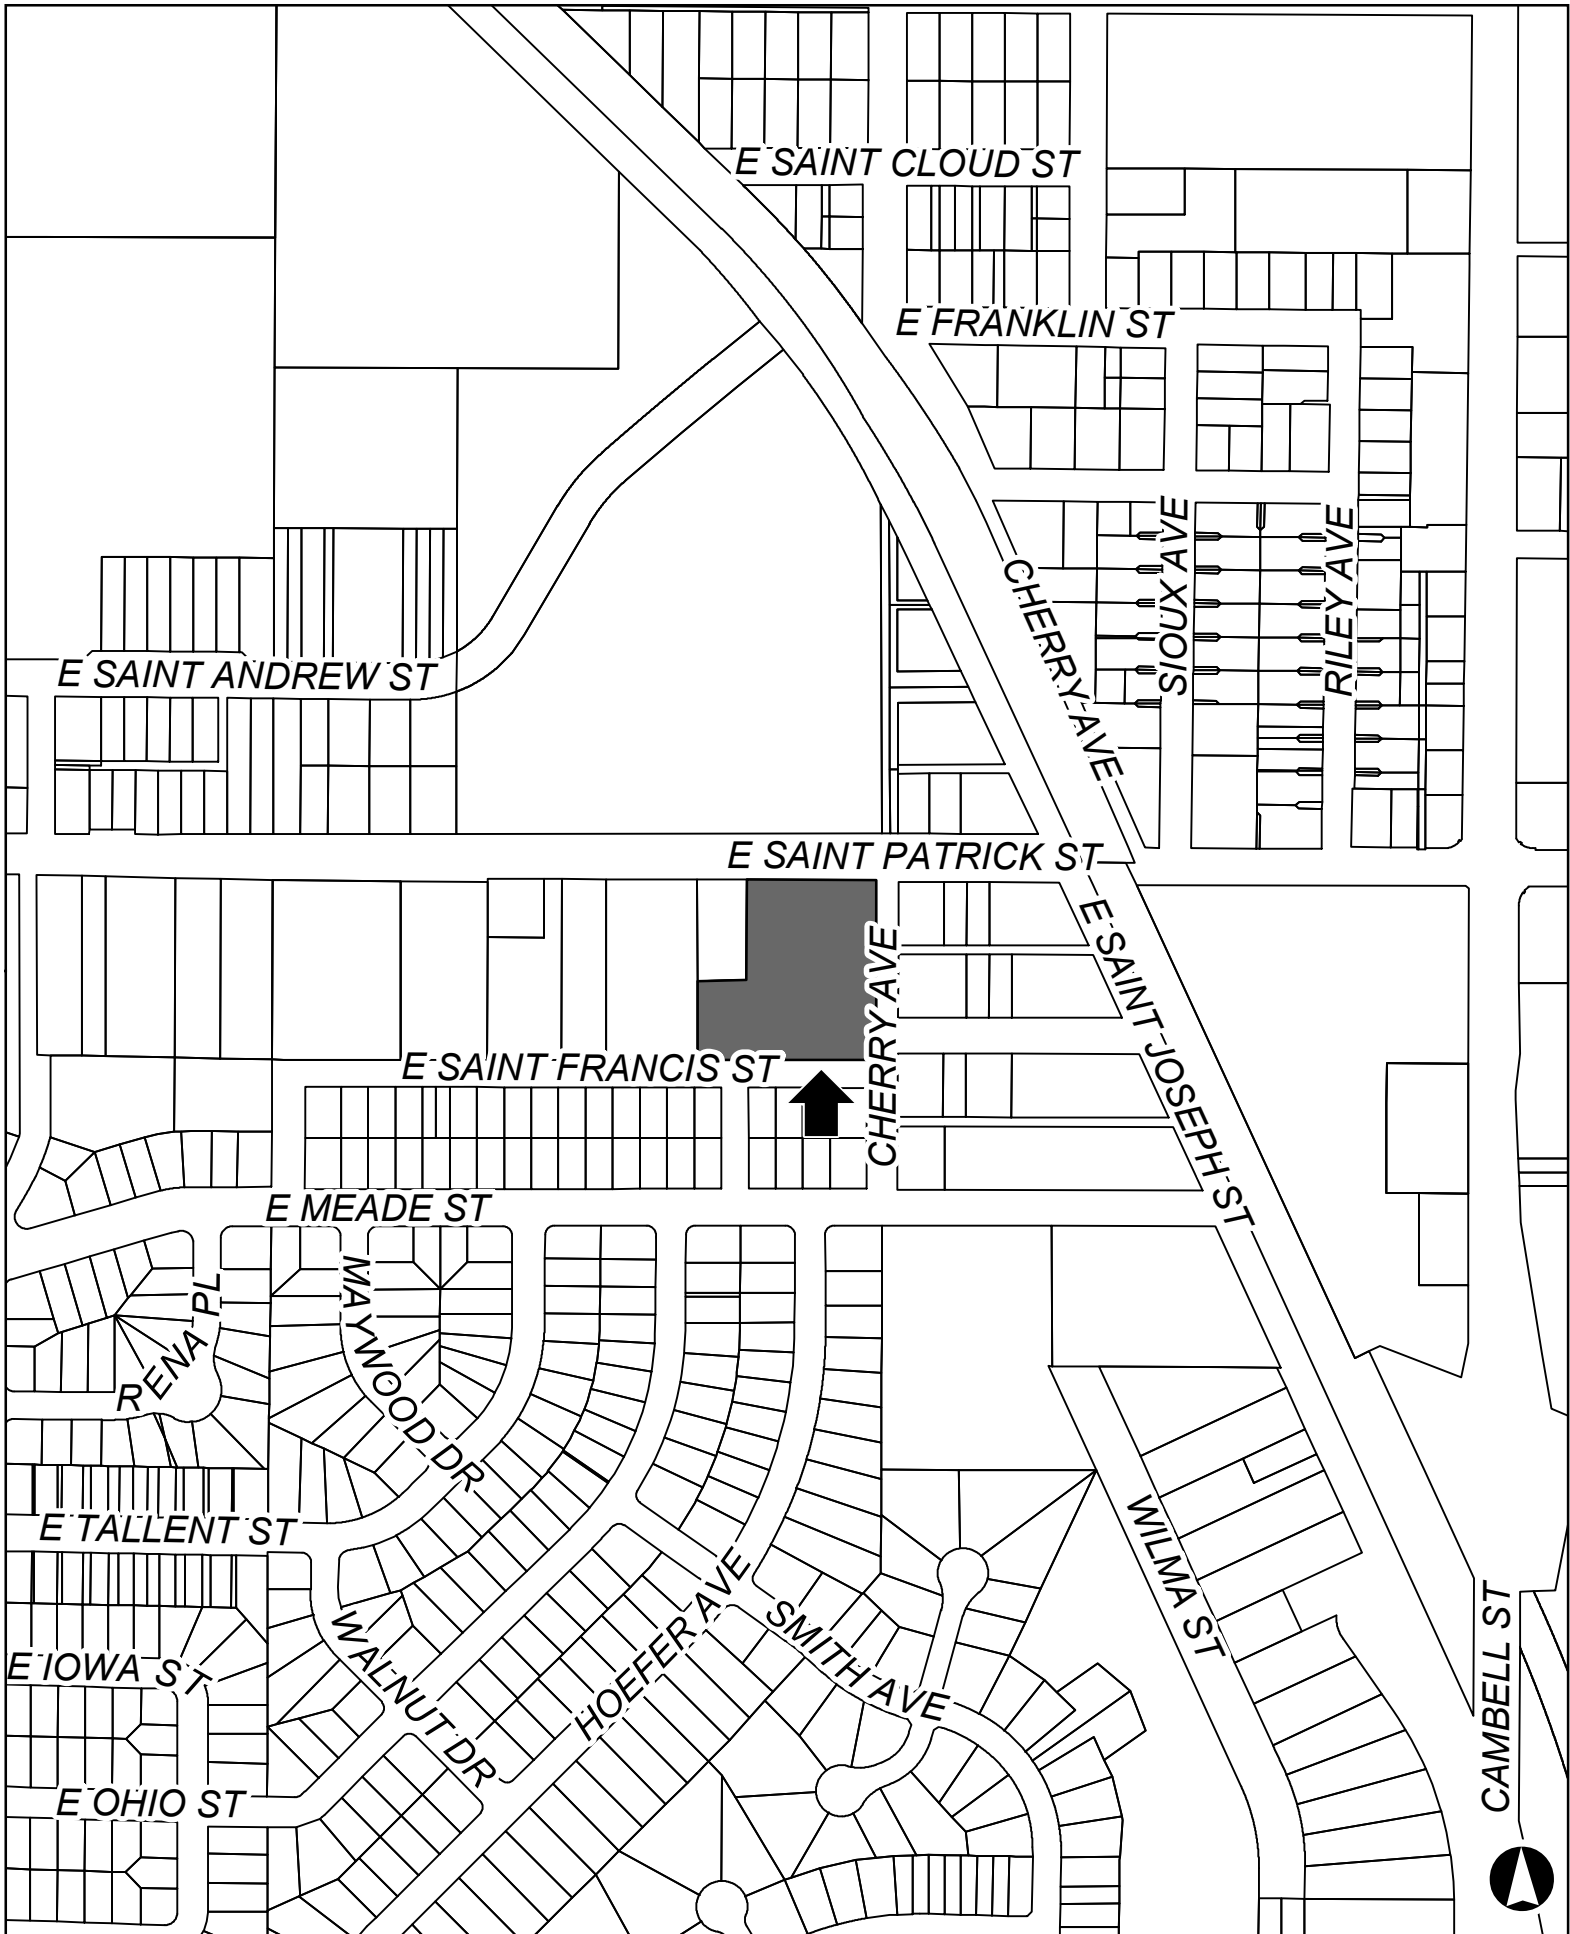 E SAINT CLOUD ST
E FRANKLIN ST
SIOUX AVE
RILEY AVE
CHERRY AVE
E SAINT ANDREW ST
E SAINT PATRICK ST
E SAINT JOSEPH ST
CHERRY AVE
E SAINT FRANCIS ST
E MEADE ST
RENA PL
MAYWOOD DR
E TALLENT ST
WILMA ST
HOEFER AVE
SMITH AVE
CAMBELL ST
WALNUT DR
E IOWA ST
E OHIO ST